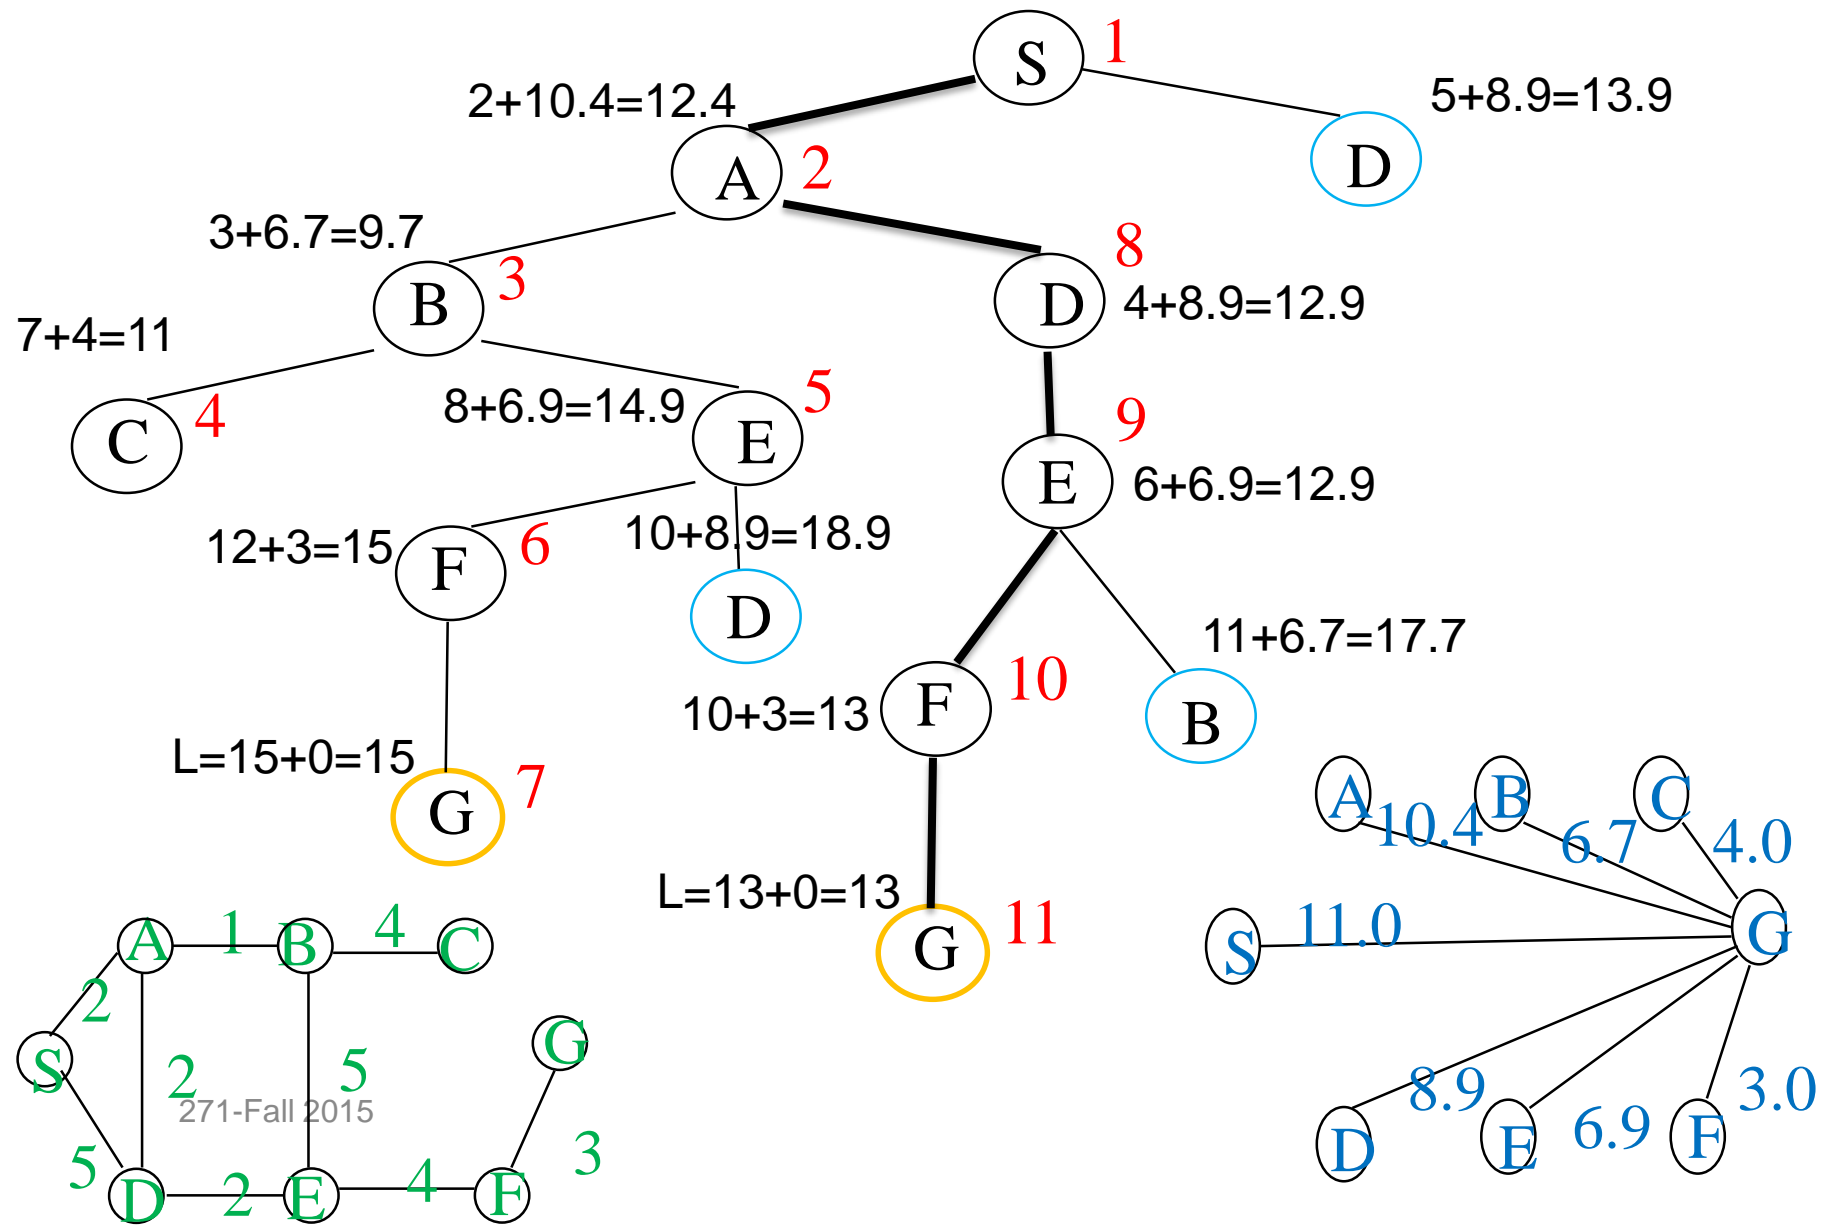 S 1
2+10.4=12.4
5+8.9=13.9
A 2
D
3+6.7=9.7
8
B 3
D 4+8.9=12.9
7+4=11
8+6.9=14.9
5
C 4
E
9
E 6+6.9=12.9
12+3=15
F 6
10+8.9=18.9
D
11+6.7=17.7
10+3=13
F 10
B
L=15+0=15
G 7
L=13+0=13
G 11
A 1 B 4 C
2
S
2
5
G
271-Fall 2015
5
3
D 2 E 4 F
A 10.4 B 6.7 C 4.0
S 11.0 G
8.9 6.9 3.0
D E F